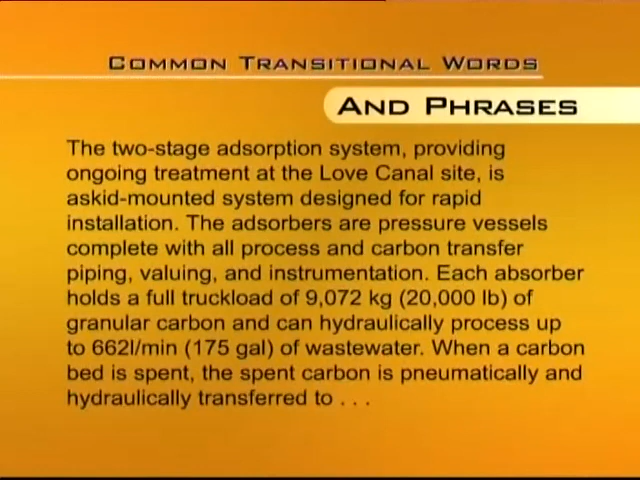 Common Transitional Words
And Phrases
The two-stage adsorption system, providing
ongoing treatment at the Love Canal site, is
askid-mounted system designed for rapid
installation. The adsorbers are pressure vessels
complete with all process and carbon transfer
piping, valuing, and instrumentation. Each absorber
holds a full truckload of 9,072 kg (20,000 lb) of
granular carbon and can hydraulically process up
to 662l/min (175 gal) of wastewater. When a carbon
bed is spent, the spent carbon is pneumatically and
hydraulically transferred to . . .